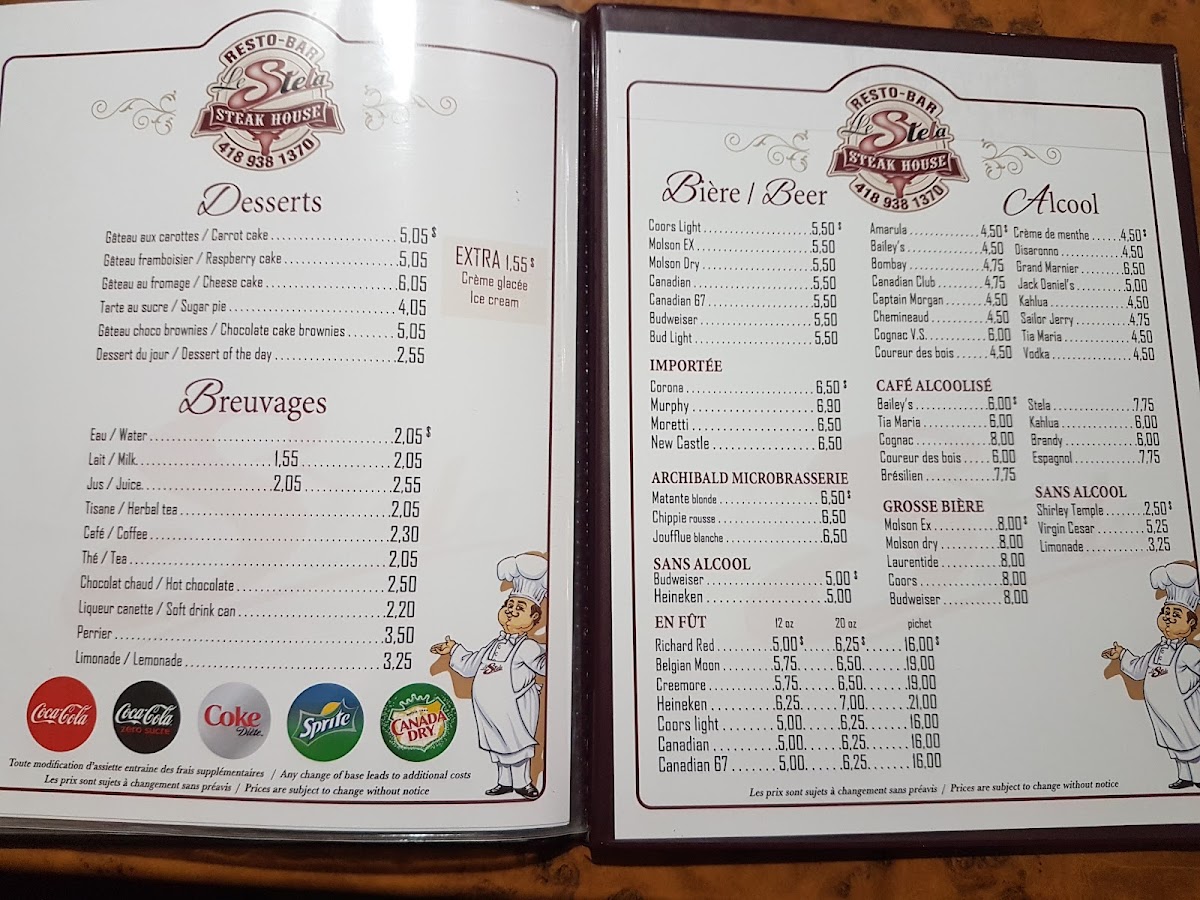 RESTO-BAR
Le Stela
STEAK HOUSE
418 938 1370
Desserts
Gâteau aux carottes / Carrot cake 5,05$
Gâteau framboisier / Raspberry cake 5,05
Gâteau au fromage / Cheese cake 6,05
Tarte au sucre / Sugar pie 4,05
Gâteau choco brownies / Chocolate cake brownies 5,05
Dessert du jour / Dessert of the day 2,55
EXTRA 1,55$
Crème glacée
Ice cream
Breuvages
Eau / Water 2,05$
Lait / Milk 1,55 2,05
Jus / Juice 2,05 2,55
Tisane / Herbal tea 2,05
Café / Coffee 2,30
Thé / Tea 2,05
Chocolat chaud / Hot chocolate 2,50
Liqueur canette / Soft drink can 2,20
Perrier 3,50
Limonade / Lemonade 3,25
Coca-Cola
Coca-Cola zero sucre
Coke Diète
Sprite
CANADA DRY
Toute modification d'assiette entraine des frais supplémentaires / Any change of base leads to additional costs
Les prix sont sujets à changement sans préavis / Prices are subject to change without notice
RESTO-BAR
Le Stela
STEAK HOUSE
418 938 1370
Bière / Beer
Coors Light 5,50$
Molson EX 5,50
Molson Dry 5,50
Canadian 5,50
Canadian 67 5,50
Budweiser 5,50
Bud Light 5,50
IMPORTÉE
Corona 6,50$
Murphy 6,90
Moretti 6,50
New Castle 6,50
ARCHIBALD MICROBRASSERIE
Matante blonde 6,50$
Chippie rousse 6,50
Joufflue blanche 6,50
SANS ALCOOL
Budweiser 5,00$
Heineken 5,00
EN FÛT 12 oz 20 oz pichet
Richard Red 5,00$ 6,25$ 16,00$
Belgian Moon 5,75 6,50 19,00
Creemore 5,75 6,50 19,00
Heineken 6,25 7,00 21,00
Coors light 5,00 6,25 16,00
Canadian 5,00 6,25 16,00
Canadian 67 5,00 6,25 16,00
Alcool
Amarula 4,50$
Bailey's 4,50
Bombay 4,75
Canadian Club 4,75
Captain Morgan 4,50
Chemineaud 4,50
Cognac V.S. 6,00
Coureur des bois 4,50
Crème de menthe 4,50$
Disaronno 4,50
Grand Marnier 6,50
Jack Daniel's 5,00
Kahlua 4,50
Sailor Jerry 4,75
Tia Maria 4,50
Vodka 4,50
CAFÉ ALCOOLISÉ
Bailey's 6,00$
Tia Maria 6,00
Cognac 8,00
Coureur des bois 6,00
Brésilien 7,75
Stela 7,75
Kahlua 6,00
Brandy 6,00
Espagnol 7,75
GROSSE BIÈRE
Molson Ex 8,00$
Molson dry 8,00
Laurentide 8,00
Coors 8,00
Budweiser 8,00
SANS ALCOOL
Shirley Temple 2,50$
Virgin Cesar 5,25
Limonade 3,25
Les prix sont sujets à changement sans préavis / Prices are subject to change without notice